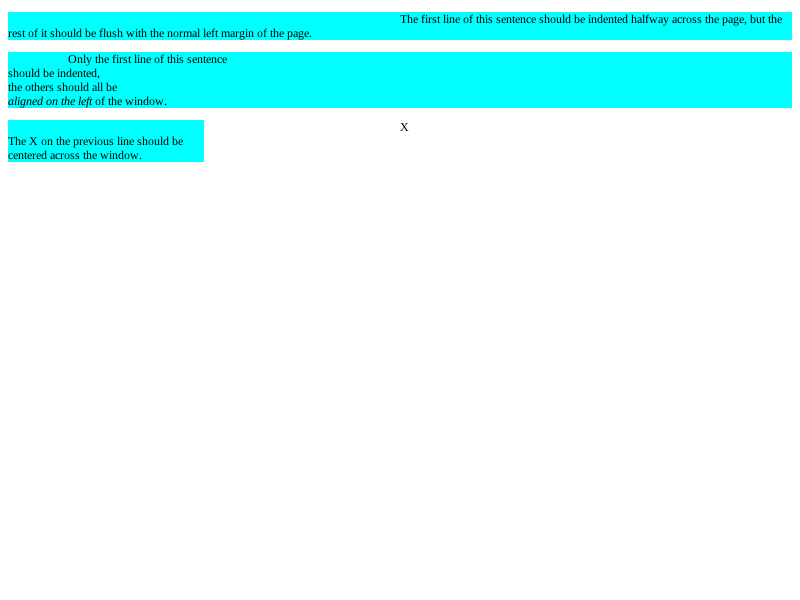 The first line of this sentence should be indented halfway across the page, but the
rest of it should be flush with the normal left margin of the page.
Only the first line of this sentence
should be indented,
the others should all be
aligned on the left of the window.
X
The X on the previous line should be
centered across the window.